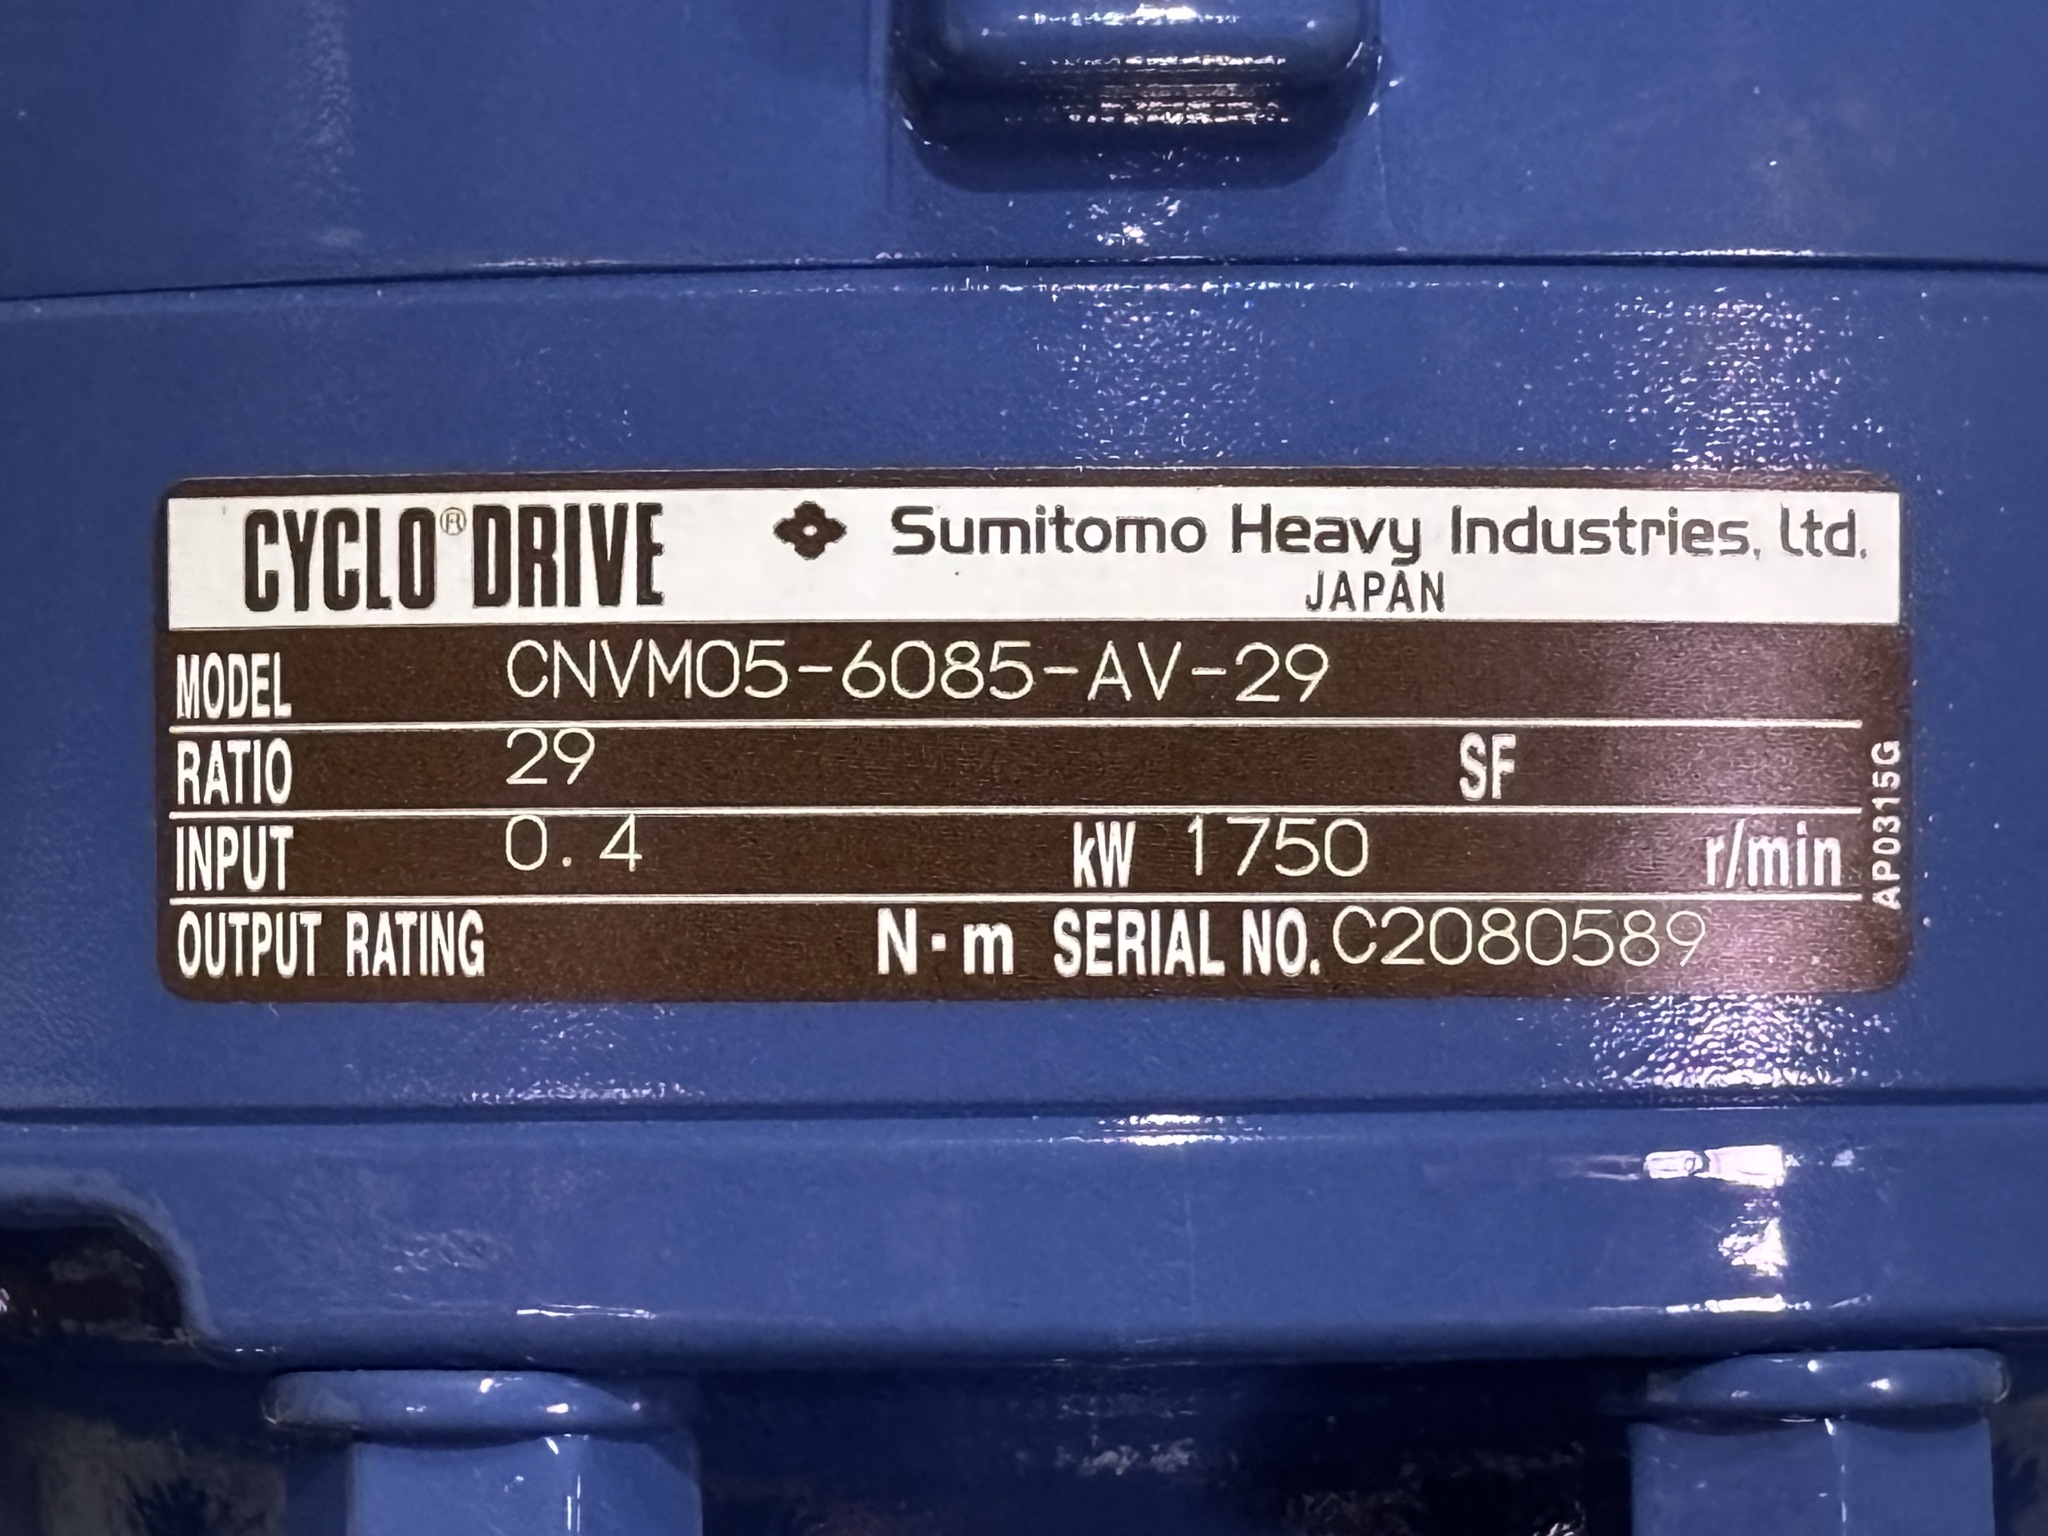 CYCLO® DRIVE Sumitomo Heavy Industries, Ltd.
JAPAN
MODEL CNVM05-6085-AV-29
RATIO 29 SF
INPUT 0.4 kW 1750 r/min
OUTPUT RATING N·m SERIAL NO. C2080589
AP0315G